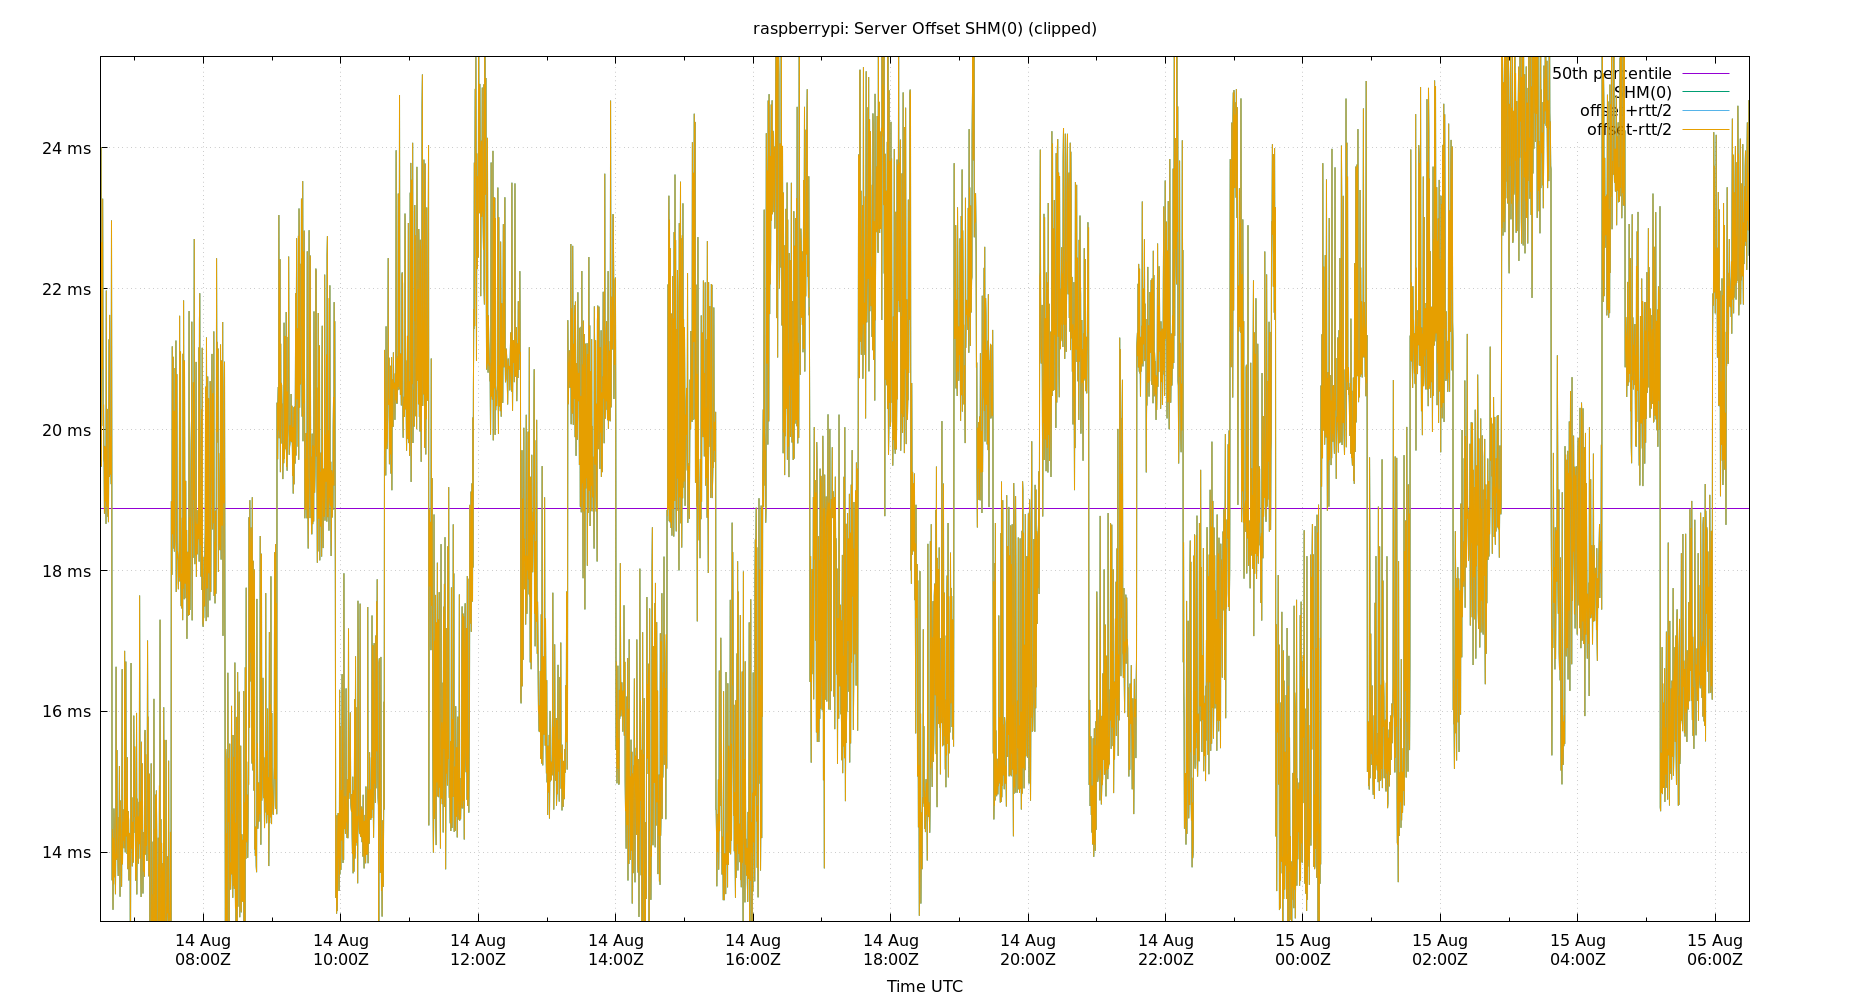 raspberrypi: Server Offset SHM(0) (clipped)
50th percentile
SHM(0)
offset+rtt/2
offset-rtt/2
24 ms
22 ms
20 ms
18 ms
16 ms
14 ms
14 Aug 14 Aug 14 Aug 14 Aug 14 Aug 14 Aug 14 Aug 14 Aug 15 Aug 15 Aug 15 Aug 15 Aug
08:00Z 10:00Z 12:00Z 14:00Z 16:00Z 18:00Z 20:00Z 22:00Z 00:00Z 02:00Z 04:00Z 06:00Z
Time UTC